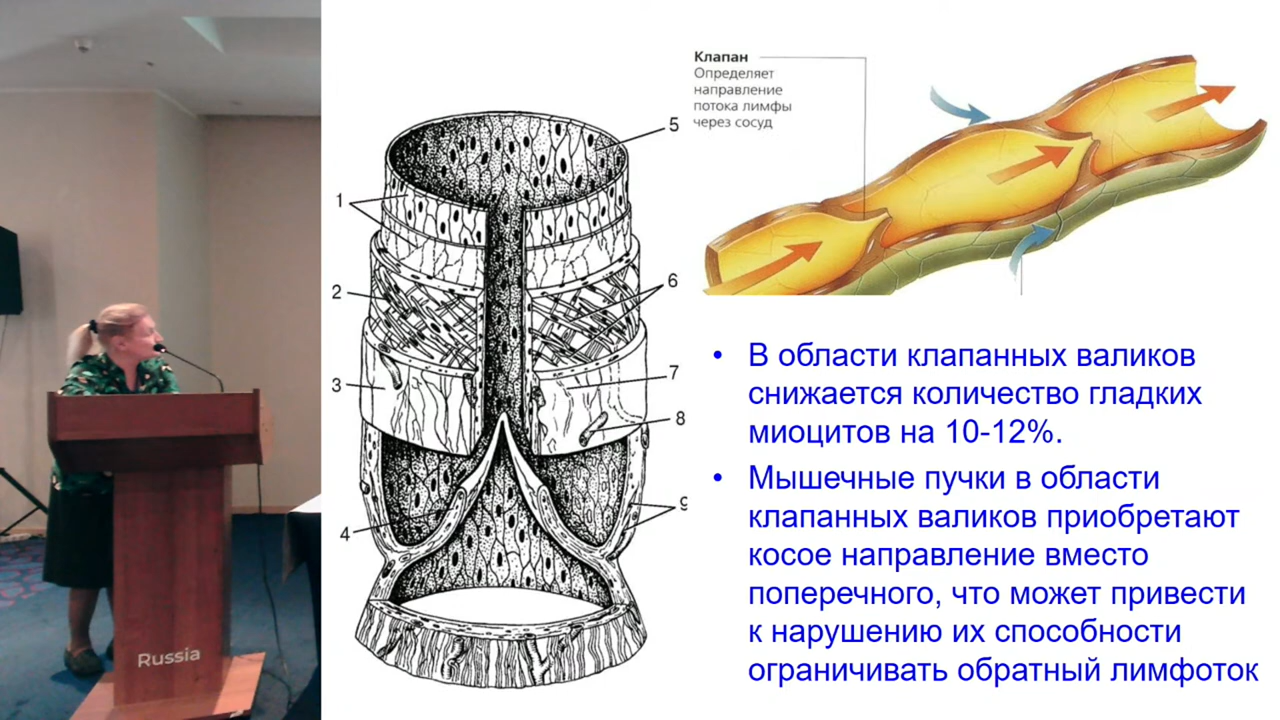 Russia
5
1
2
6
3
7
8
4
9
Клапан
Определяет
направление
потока лимфы
через сосуд
• В области клапанных валиков
снижается количество гладких
миоцитов на 10-12%.
• Мышечные пучки в области
клапанных валиков приобретают
косое направление вместо
поперечного, что может привести
к нарушению их способности
ограничивать обратный лимфоток